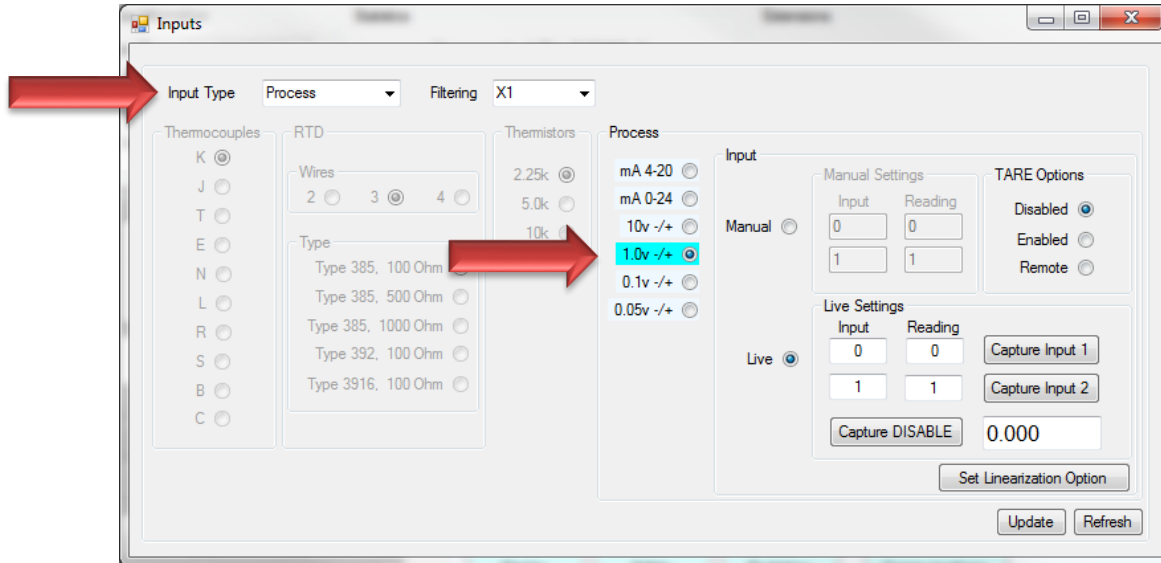 Inputs
Input Type Process Filtering X1
Thermocouples
K
J
T
E
N
L
R
S
B
C
RTD
Wires
2 3 4
Type
Type 385, 100 Ohm
Type 385, 500 Ohm
Type 385, 1000 Ohm
Type 392, 100 Ohm
Type 3916, 100 Ohm
Thermistors
2.25k
5.0k
10k
Process
mA 4-20
mA 0-24
10v -/+
1.0v -/+
0.1v -/+
0.05v -/+
Input
Manual
Manual Settings
Input Reading
0 0
1 1
TARE Options
Disabled
Enabled
Remote
Live
Live Settings
Input Reading
0 0 Capture Input 1
1 1 Capture Input 2
Capture DISABLE 0.000
Set Linearization Option
Update Refresh